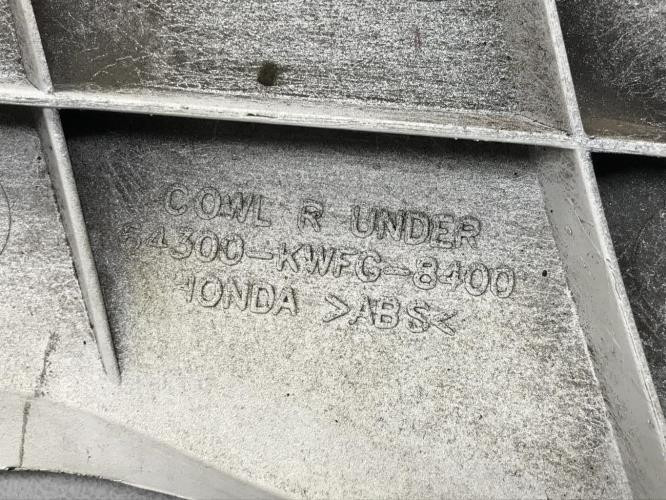 COWL R UNDER
64300-KWFG-8400
HONDA >ABS<